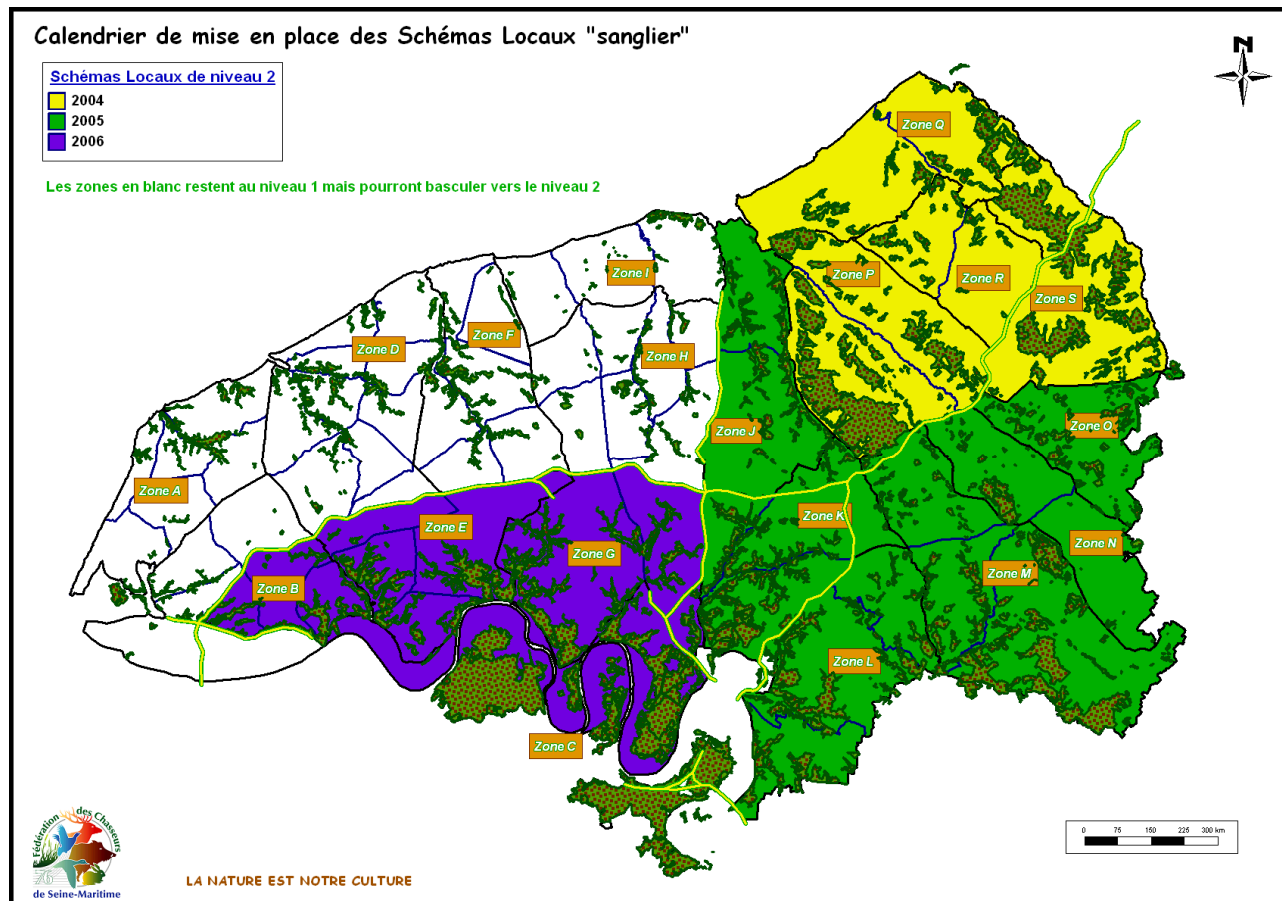 Calendrier de mise en place des Schémas Locaux "sanglier"
N
Schémas Locaux de niveau 2
2004
2005
2006
Les zones en blanc restent au niveau 1 mais pourront basculer vers le niveau 2
Zone Q
Zone I
Zone P
Zone R
Zone S
Zone D
Zone F
Zone H
Zone J
Zone O
Zone A
Zone E
Zone K
Zone G
Zone N
Zone B
Zone M
Zone L
Zone C
0 75 150 225 300 km
Fédération des Chasseurs
76
de Seine-Maritime
LA NATURE EST NOTRE CULTURE